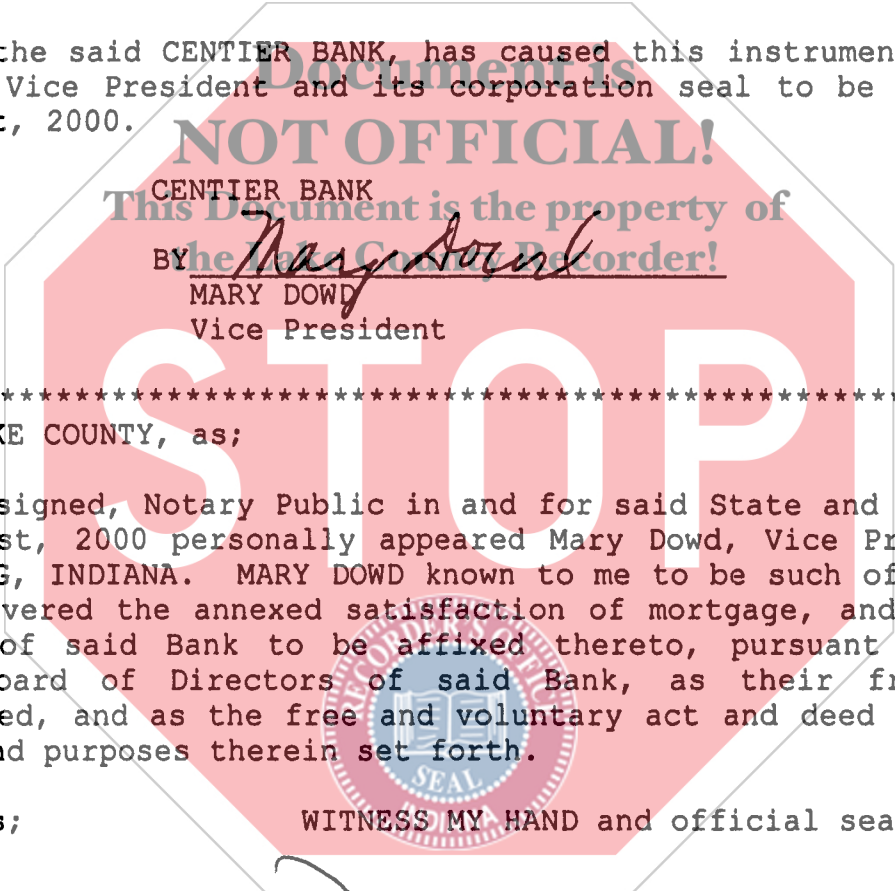 the said CENTIER BANK, has caused this instrumen
Vice President and its corporation seal to be
t, 2000.
Document is
NOT OFFICIAL!
This Document is the property of
the Lake County Recorder!
CENTIER BANK
BY Mary Dowd
MARY DOWD
Vice President
STOP
************************************************
KE COUNTY, as;
signed, Notary Public in and for said State and
st, 2000 personally appeared Mary Dowd, Vice Pr
G, INDIANA. MARY DOWD known to me to be such of
vered the annexed satisfaction of mortgage, and
of said Bank to be affixed thereto, pursuant
oard of Directors of said Bank, as their fr
ed, and as the free and voluntary act and deed
nd purposes therein set forth.
RECORDER'S OFFICE
SEAL
INDIANA
s; WITNESS MY HAND and official sea